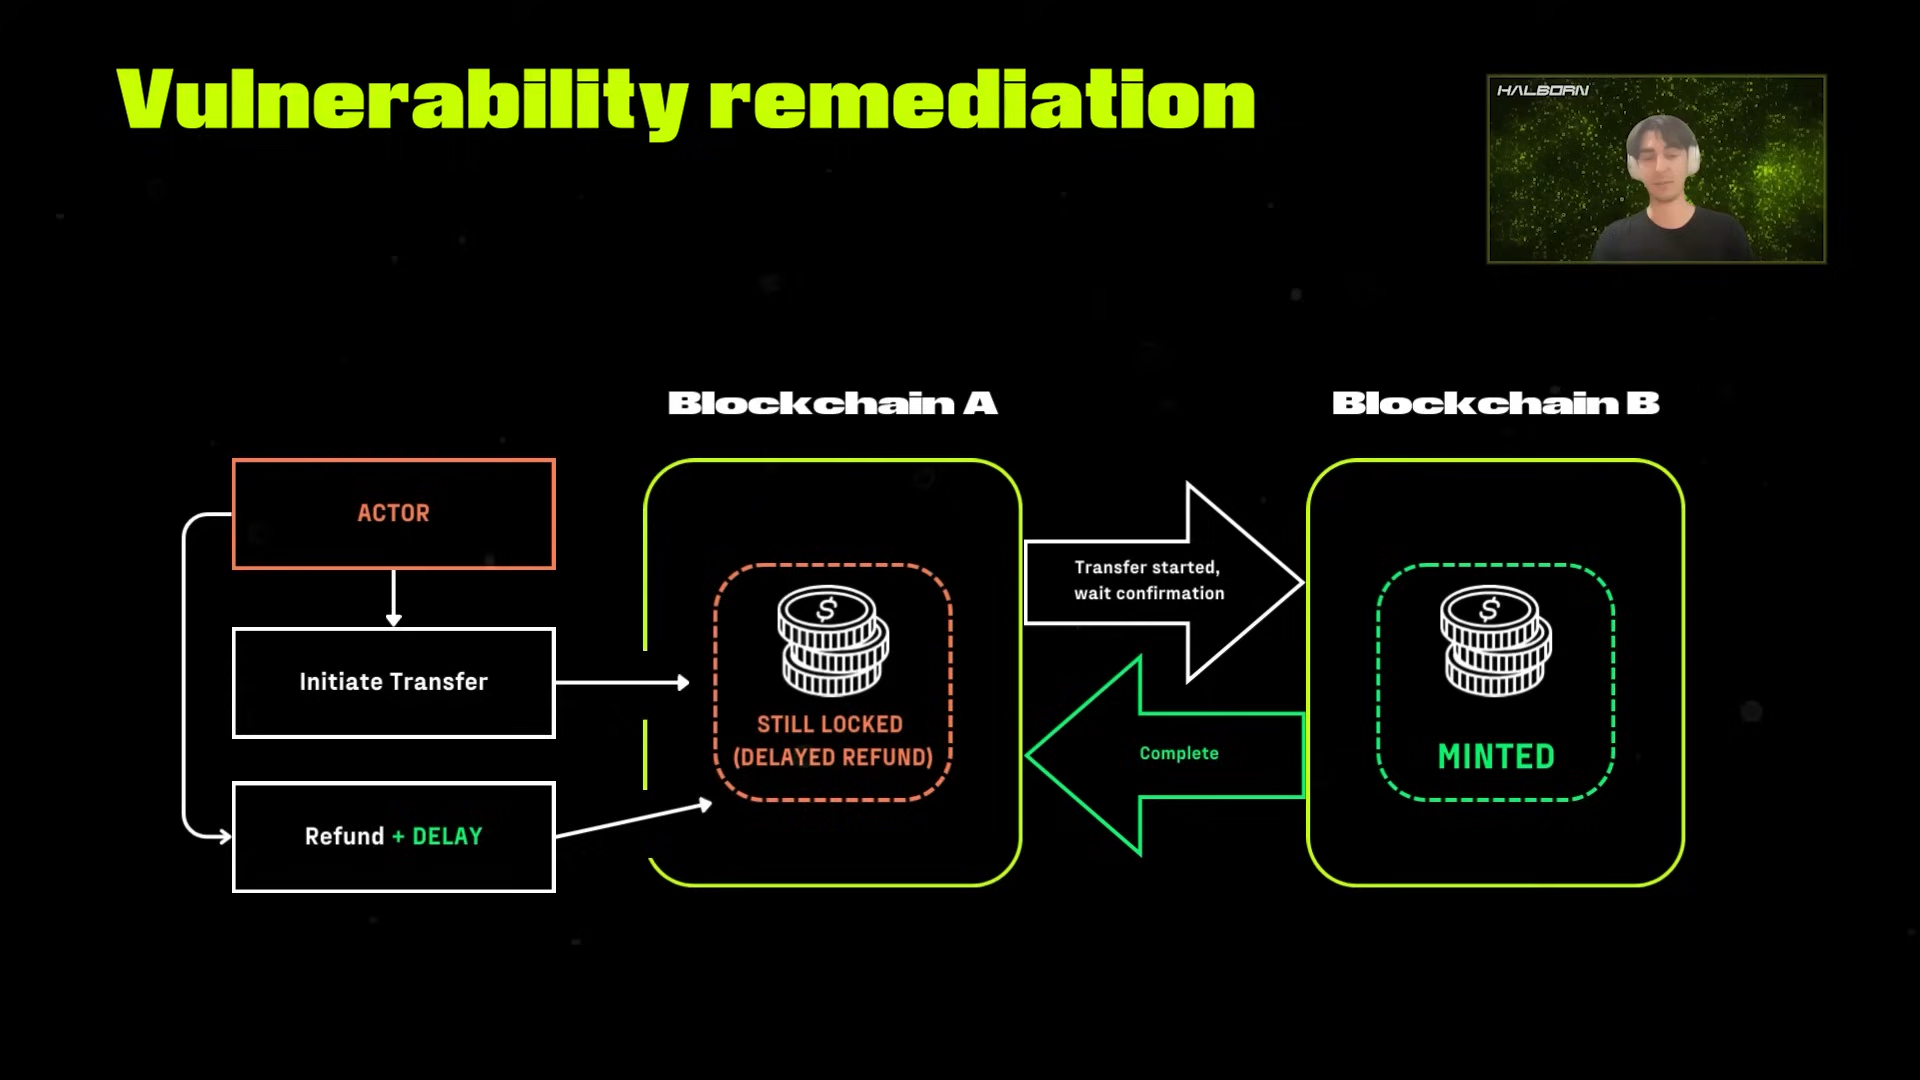 Vulnerability remediation
HALBORN
Blockchain A
Blockchain B
ACTOR
Initiate Transfer
Refund + DELAY
STILL LOCKED
(DELAYED REFUND)
Transfer started,
wait confirmation
Complete
MINTED